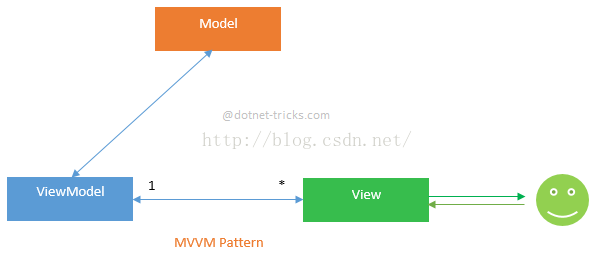 Model
@dotnet-tricks.com
http://blog.csdn.net/
ViewModel
1
*
View
MVVM Pattern